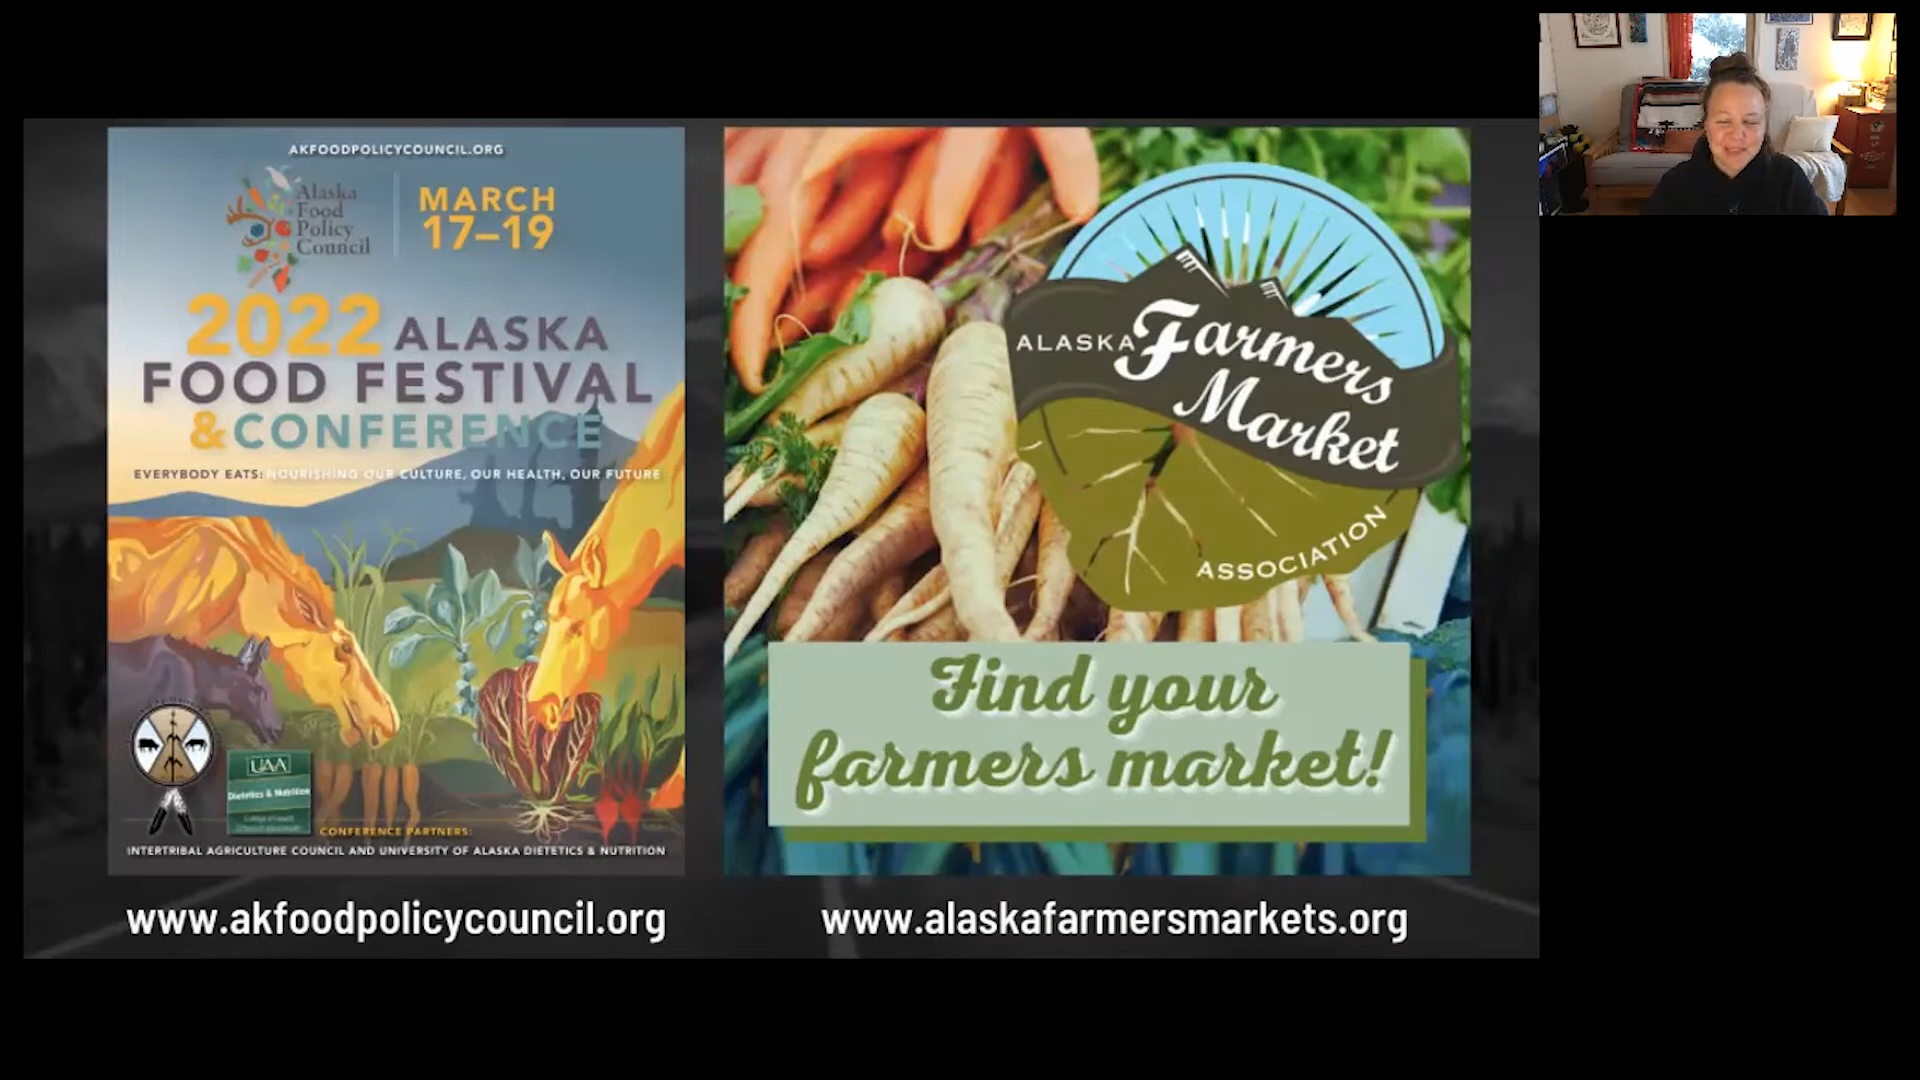 AKFOODPOLICYCOUNCIL.ORG
Alaska
Food
Policy
Council
MARCH
17–19
2022 ALASKA
FOOD FESTIVAL
& CONFERENCE
EVERYBODY EATS: NOURISHING OUR CULTURE, OUR HEALTH, OUR FUTURE
UAA
Dietetics & Nutrition
CONFERENCE PARTNERS:
INTERTRIBAL AGRICULTURE COUNCIL AND UNIVERSITY OF ALASKA DIETETICS & NUTRITION
www.akfoodpolicycouncil.org
ALASKA Farmers
Market
ASSOCIATION
Find your
farmers market!
www.alaskafarmersmarkets.org